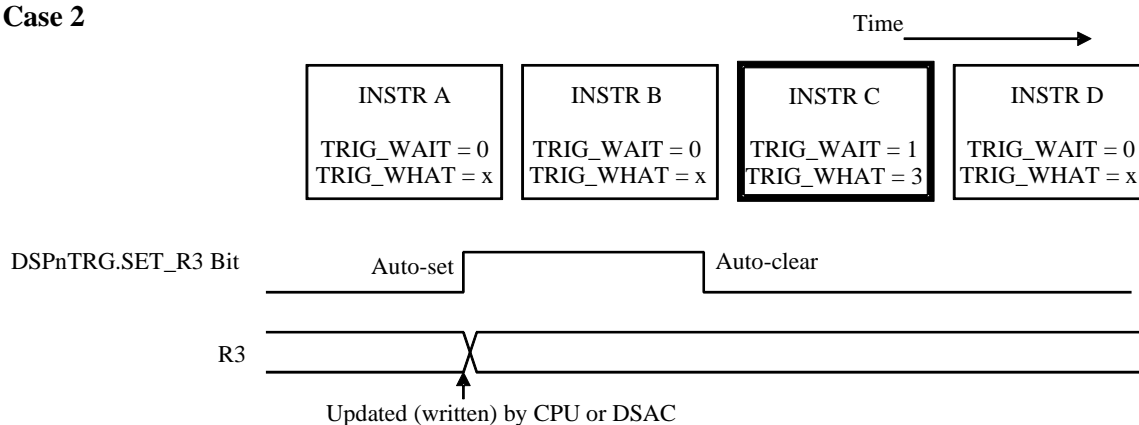 Case 2
Time
INSTR A
TRIG_WAIT = 0
TRIG_WHAT = x
INSTR B
TRIG_WAIT = 0
TRIG_WHAT = x
INSTR C
TRIG_WAIT = 1
TRIG_WHAT = 3
INSTR D
TRIG_WAIT = 0
TRIG_WHAT = x
DSPnTRG.SET_R3 Bit
Auto-set
Auto-clear
R3
Updated (written) by CPU or DSAC